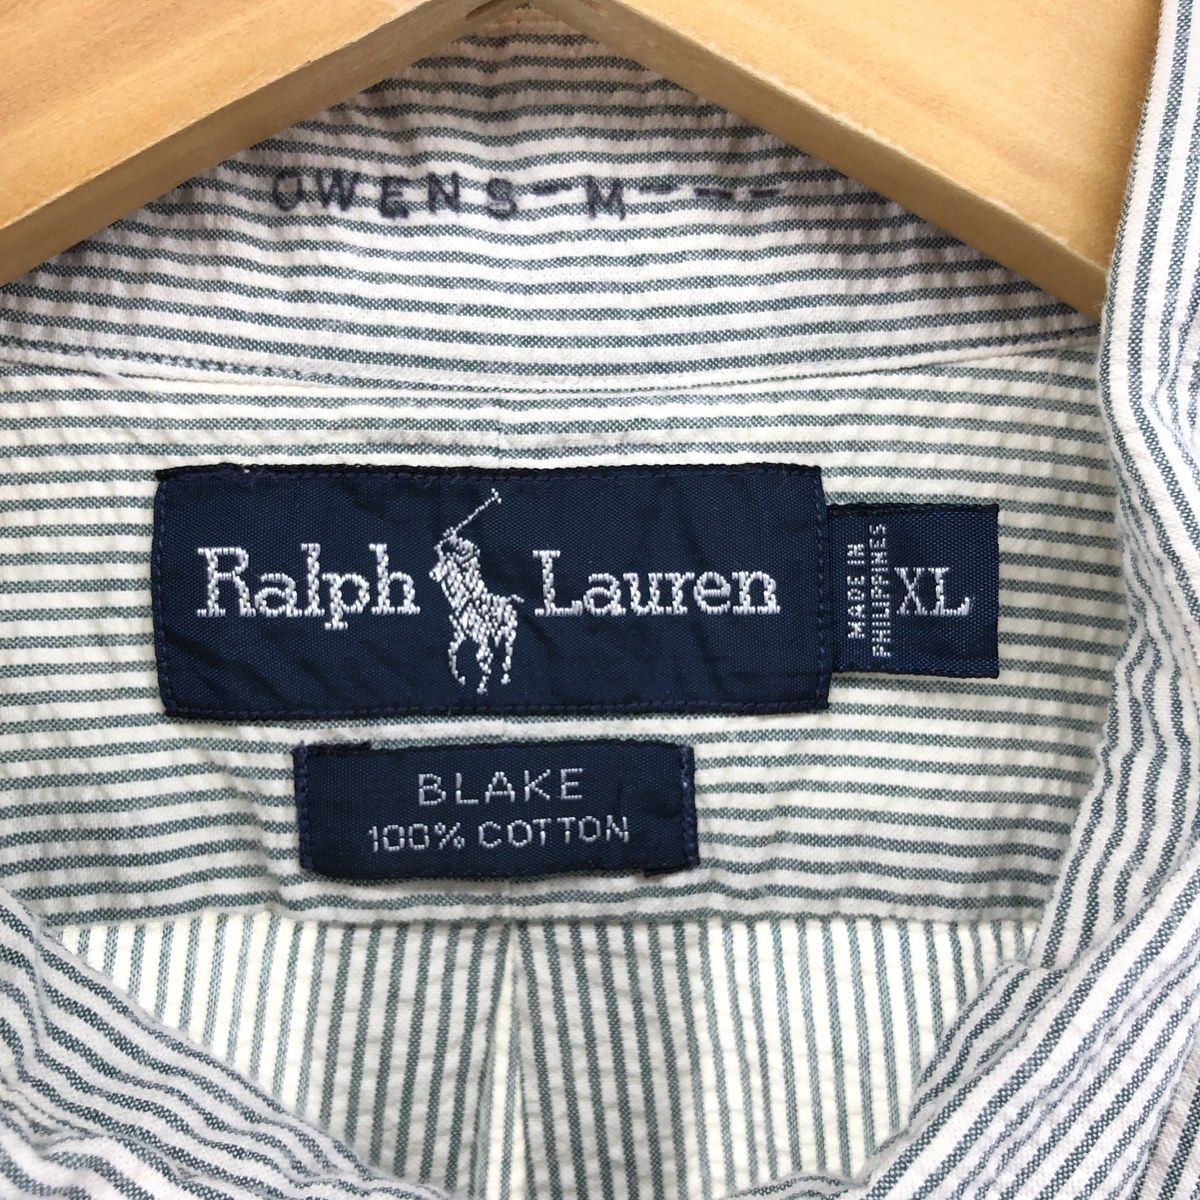 OWENS-M---
Ralph Lauren
MADE IN
PHILIPPINES
XL
BLAKE
100% COTTON